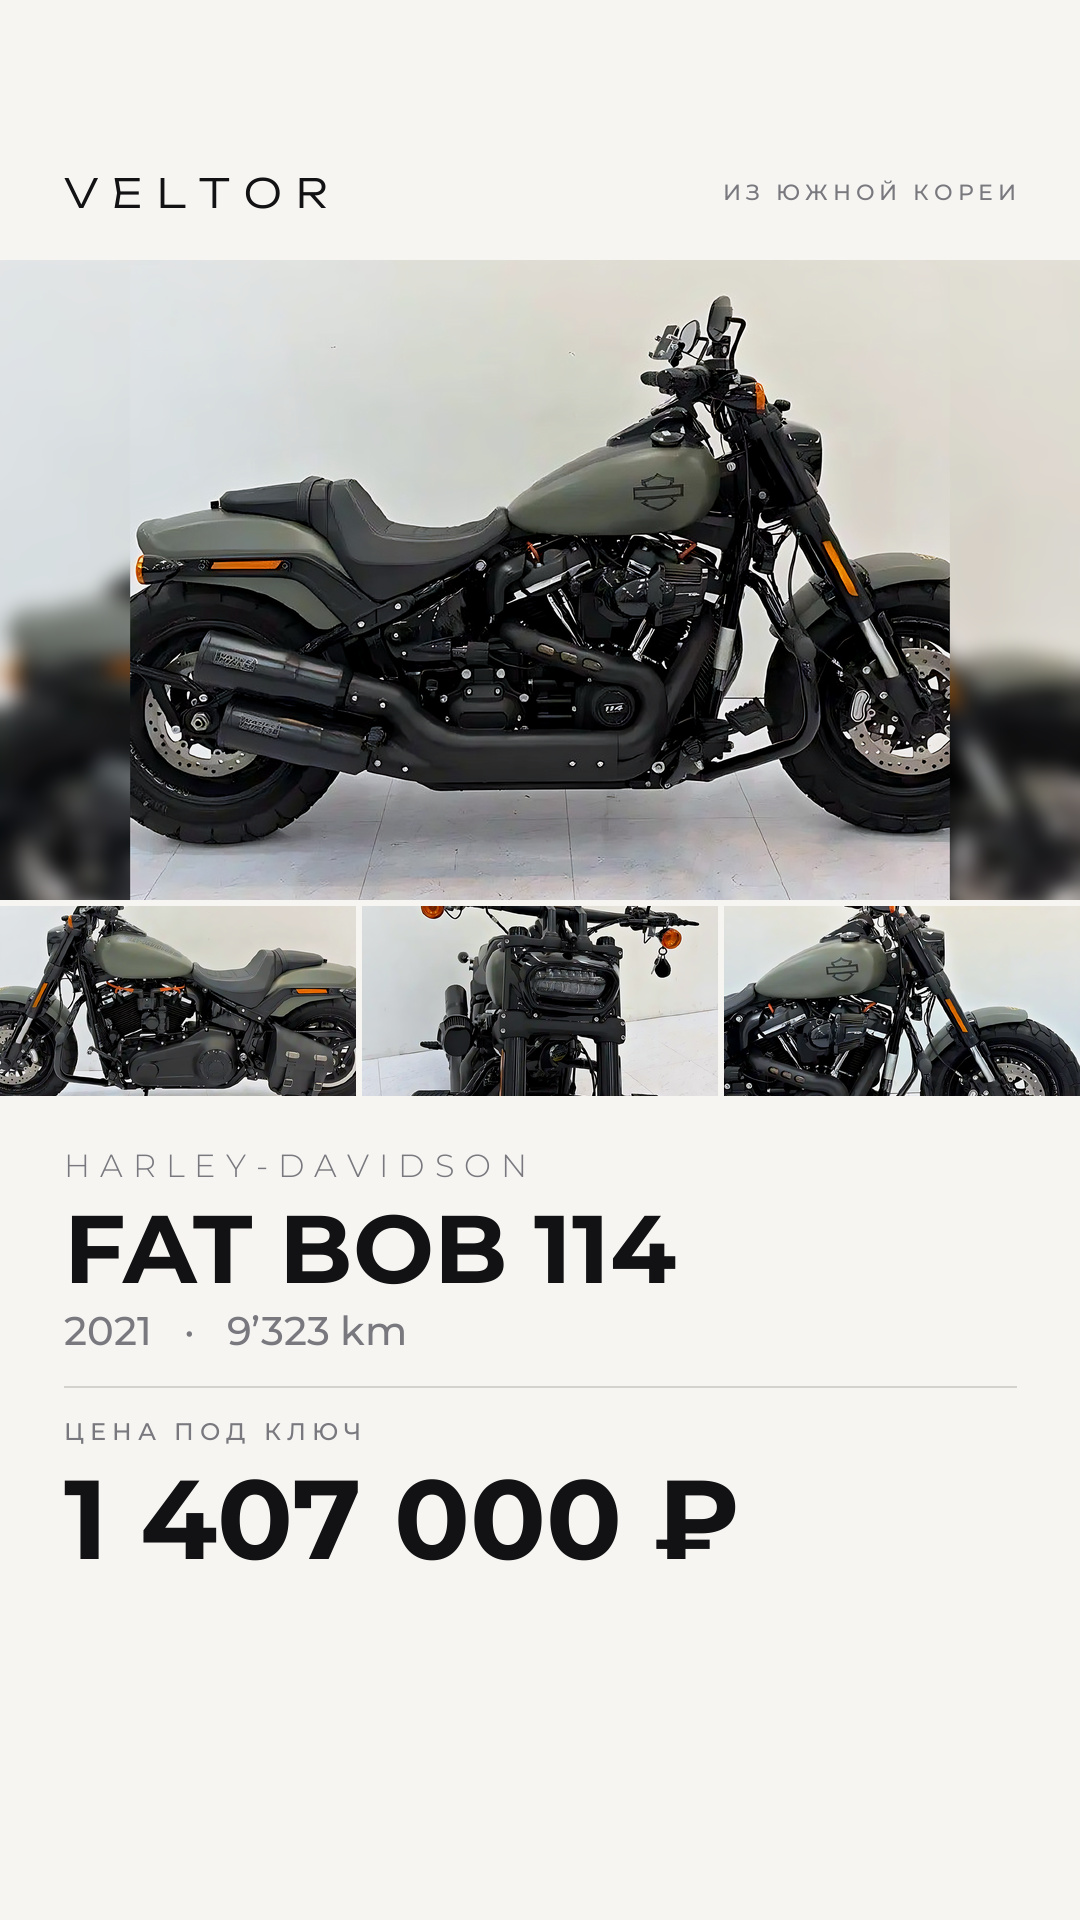 VELTOR
ИЗ ЮЖНОЙ КОРЕИ
114
HARLEY-DAVIDSON
FAT BOB 114
2021 · 9’323 km
ЦЕНА ПОД КЛЮЧ
1 407 000 ₽